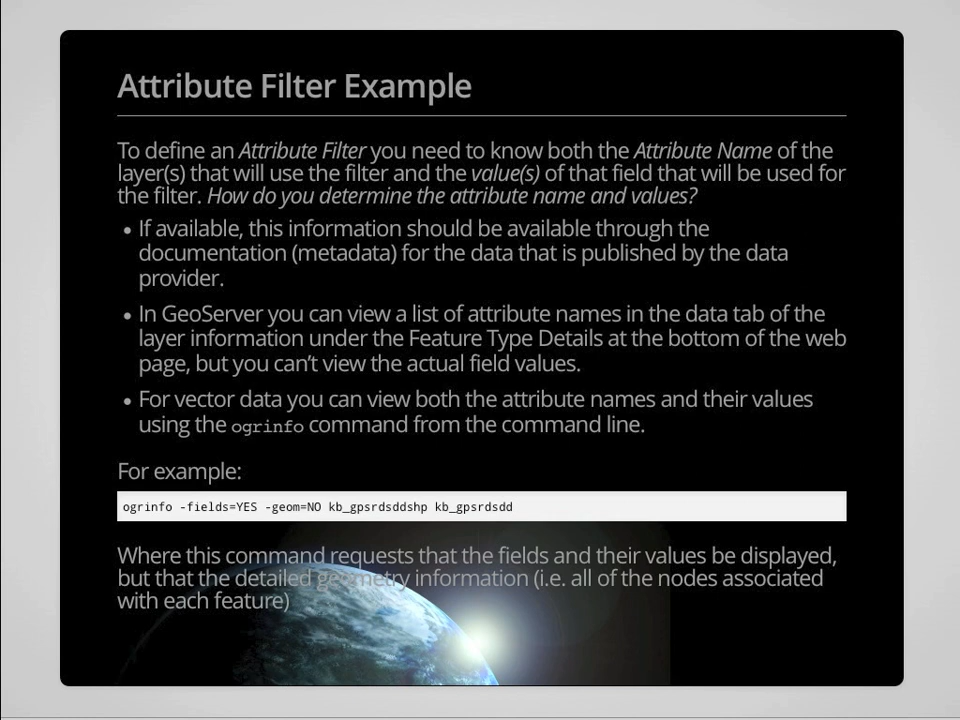 Attribute Filter Example
To define an Attribute Filter you need to know both the Attribute Name of the
layer(s) that will use the filter and the value(s) of that field that will be used for
the filter. How do you determine the attribute name and values?
• If available, this information should be available through the
documentation (metadata) for the data that is published by the data
provider.
• In GeoServer you can view a list of attribute names in the data tab of the
layer information under the Feature Type Details at the bottom of the web
page, but you can't view the actual field values.
• For vector data you can view both the attribute names and their values
using the ogrinfo command from the command line.
For example:
ogrinfo -fields=YES -geom=NO kb_gpsrdsddshp kb_gpsrdsdd
Where this command requests that the fields and their values be displayed,
but that the detailed geometry information (i.e. all of the nodes associated
with each feature)